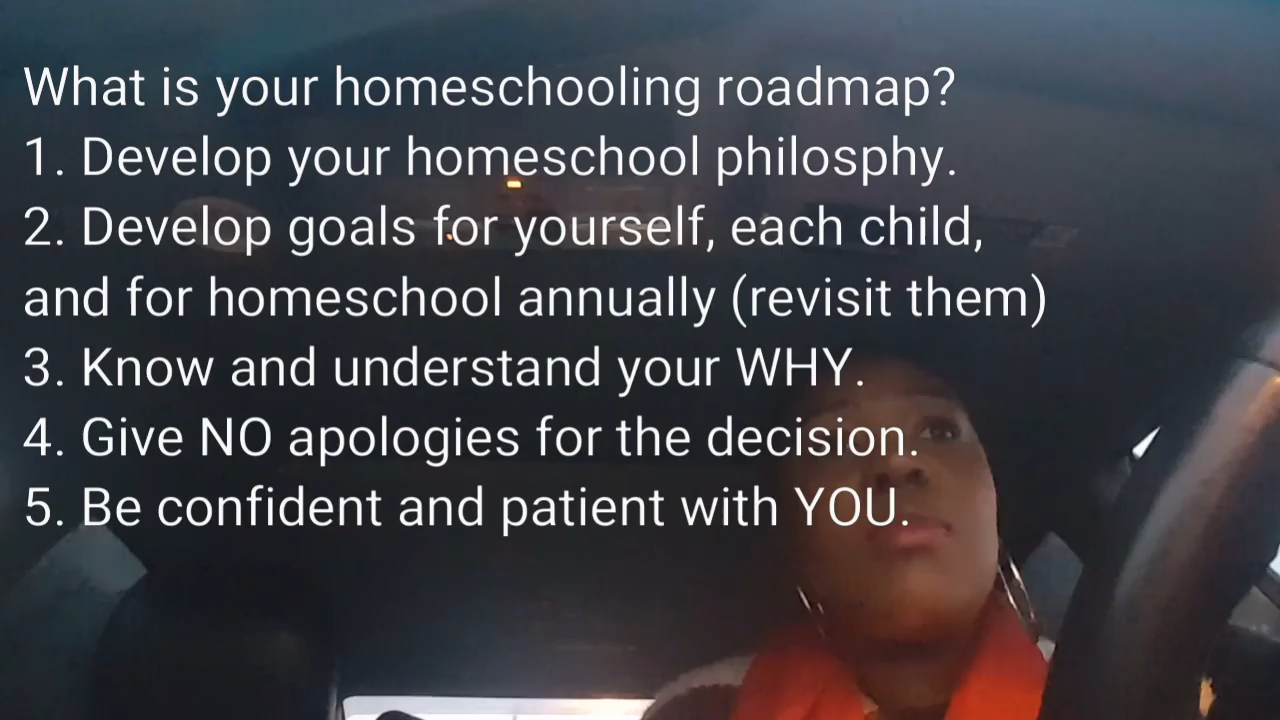 What is your homeschooling roadmap?
1. Develop your homeschool philosphy.
2. Develop goals for yourself, each child,
and for homeschool annually (revisit them)
3. Know and understand your WHY.
4. Give NO apologies for the decision.
5. Be confident and patient with YOU.